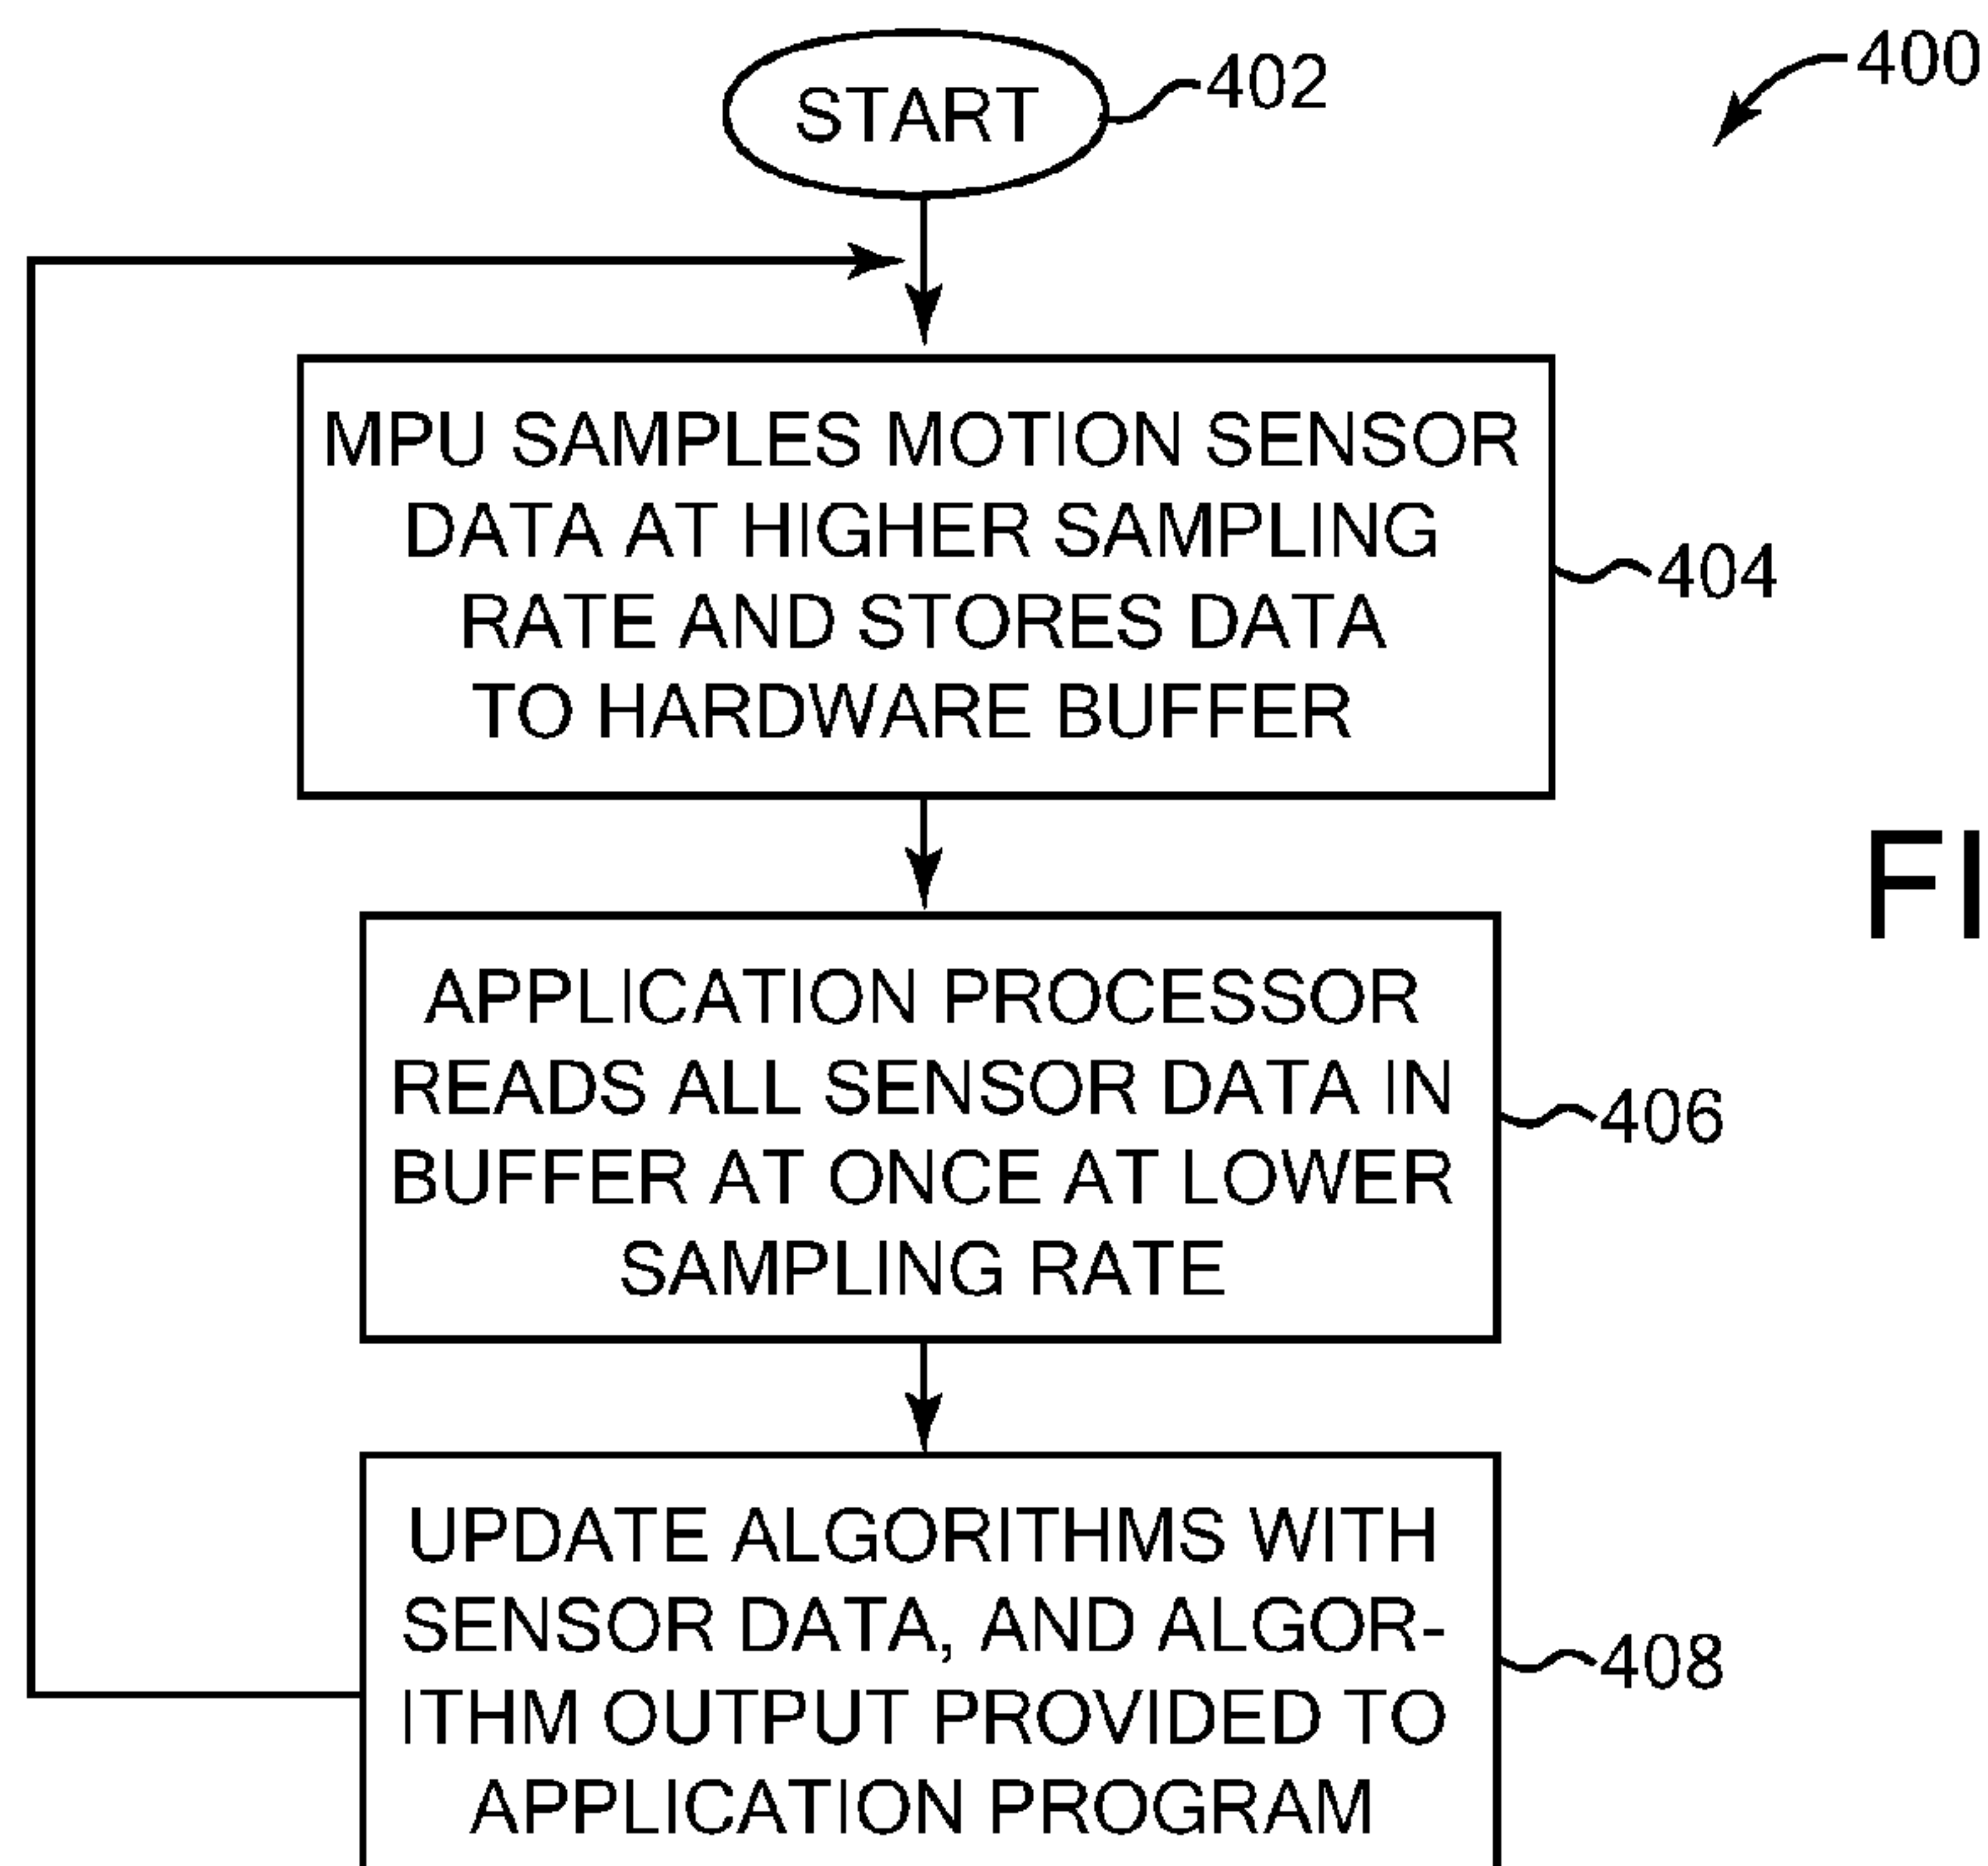 START
402
400
MPU SAMPLES MOTION SENSOR
DATA AT HIGHER SAMPLING
RATE AND STORES DATA
TO HARDWARE BUFFER
404
FI
APPLICATION PROCESSOR
READS ALL SENSOR DATA IN
BUFFER AT ONCE AT LOWER
SAMPLING RATE
406
UPDATE ALGORITHMS WITH
SENSOR DATA, AND ALGOR-
ITHM OUTPUT PROVIDED TO
APPLICATION PROGRAM
408